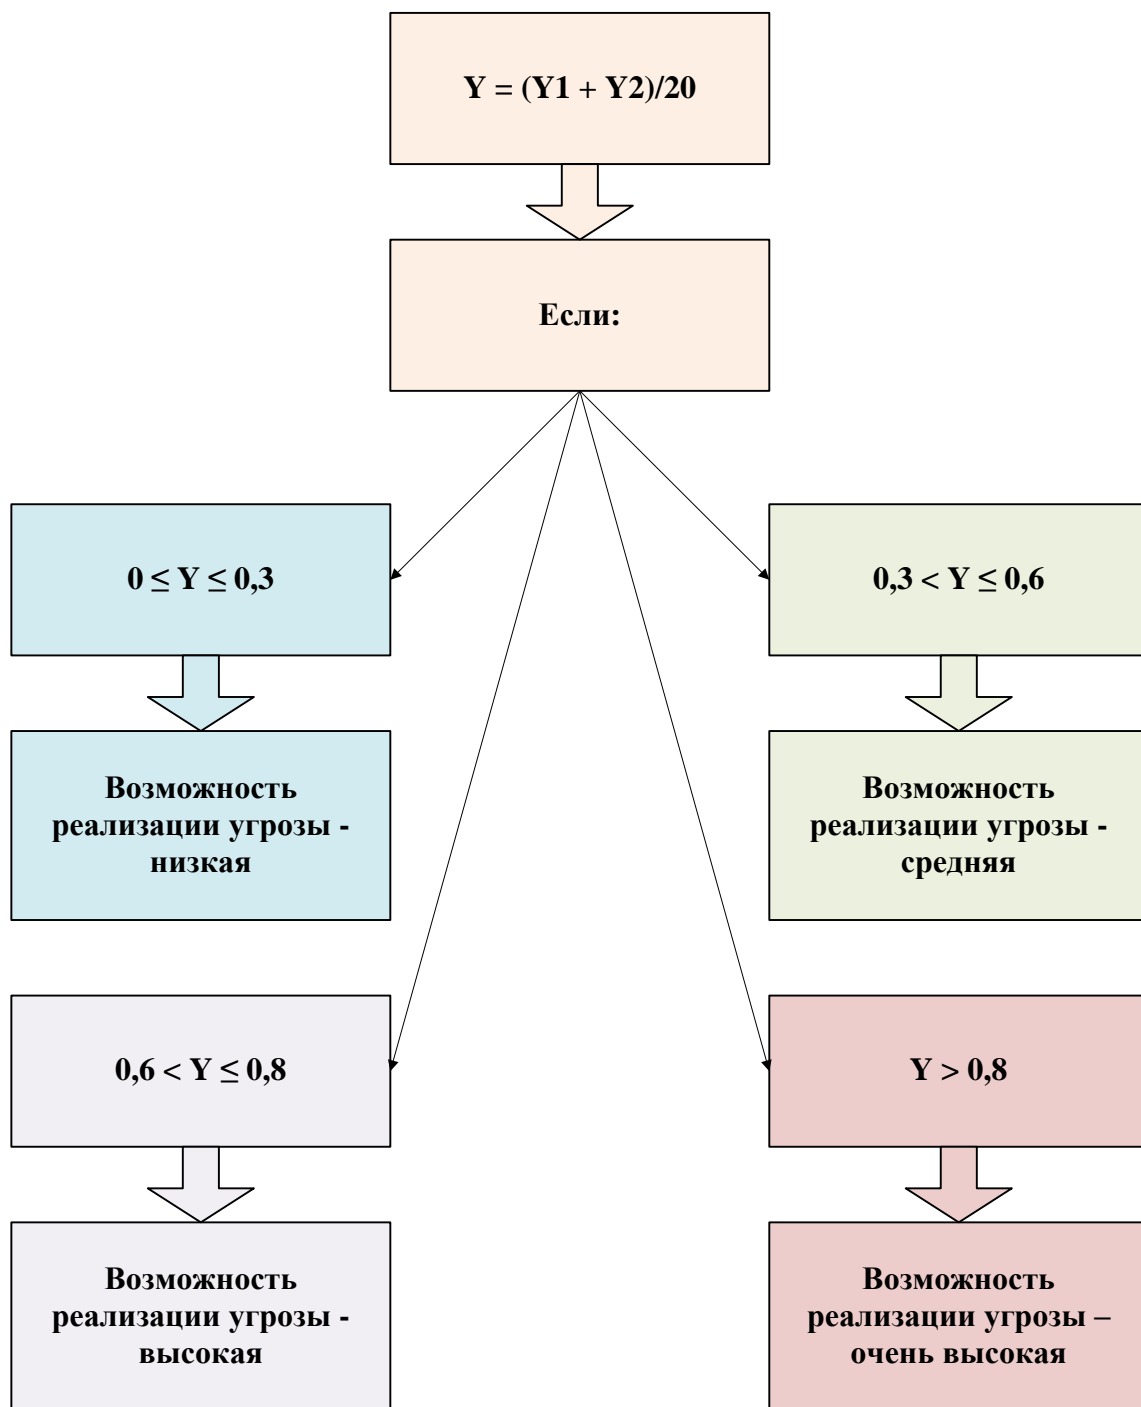 Y = (Y1 + Y2)/20
Если:
0 ≤ Y ≤ 0,3
0,3 < Y ≤ 0,6
Возможность
реализации угрозы -
низкая
Возможность
реализации угрозы -
средняя
0,6 < Y ≤ 0,8
Y > 0,8
Возможность
реализации угрозы -
высокая
Возможность
реализации угрозы –
очень высокая